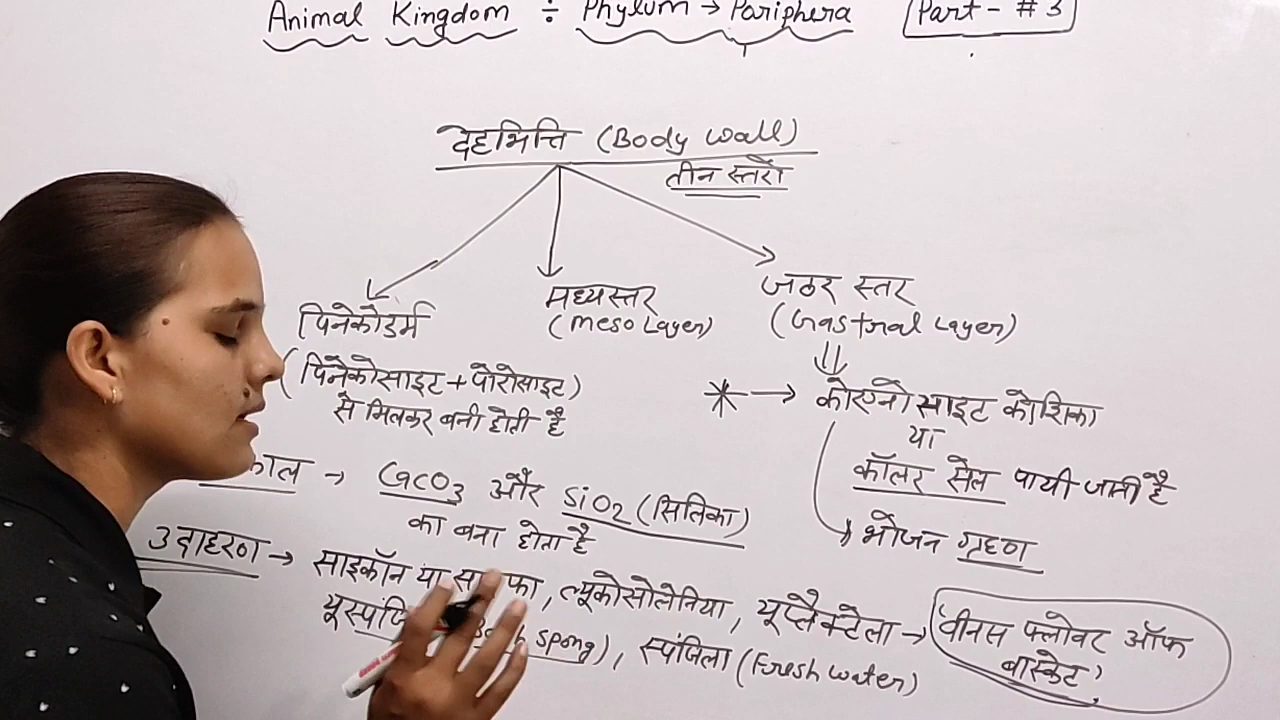 Animal Kingdom ÷ Phylum → Poriphera Part - # 3
देहभित्ति (Body wall)
तीन स्तरों
पिनेकोडर्म
(पिनेकोसाइट + पोरोसाइट)
से मिलकर बनी होती है
मध्यस्तर
(Meso Layer)
जठर स्तर
(Gastral Layer)
* → कोएनोसाइट कोशिका
या
कॉलर सेल पायी जाती है
भोजन ग्रहण
→ CaCO3 और SiO2 (सिलिका)
का बना होता है
उदाहरण → साइकॉन या , ल्यूकोसोलेनिया, यूप्लैक्टेला → 'वीनस फ्लोवर ऑफ
बास्केट'
Spong), स्पंजिला (Fresh water)